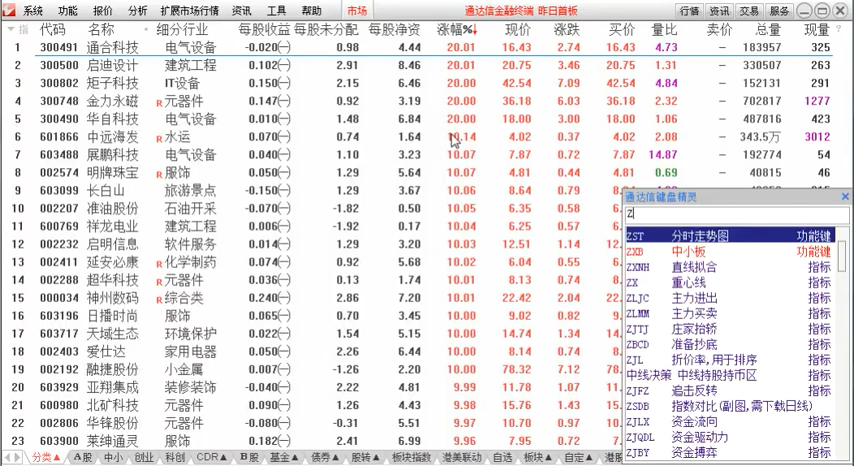 系统 功能 报价 分析 扩展市场行情 资讯 工具 帮助 市场 通达信金融终端 昨日首板 行情 资讯 交易 服务
指 代码 名称 细分行业 每股收益 每股未分配 每股净资 涨幅%↓ 现价 涨跌 买价 量比 卖价 总量 现量 ?
1 300491 通合科技 电气设备 -0.020㈠ 0.98 4.44 20.01 16.43 2.74 16.43 4.73 – 183957 325
2 300500 启迪设计 建筑工程 0.102㈠ 2.91 8.46 20.01 20.75 3.46 20.75 1.31 – 330507 263
3 300802 矩子科技 IT设备 0.150㈠ 2.15 6.46 20.00 42.54 7.09 42.54 4.84 – 152131 291
4 300748 金力永磁 R 元器件 0.147㈠ 0.92 3.19 20.00 36.18 6.03 36.18 2.32 – 702817 1277
5 300490 华自科技 电气设备 0.010㈠ 1.48 6.84 20.00 18.00 3.00 18.00 1.06 – 487816 423
6 601866 中远海发 R 水运 0.070㈠ 0.74 1.64 10.14 4.02 0.37 4.02 2.08 – 343.5万 3012
7 603488 展鹏科技 电气设备 0.040㈠ 1.10 3.23 10.07 7.87 0.72 7.87 14.87 – 192774 54
8 002574 明牌珠宝 R 服饰 0.050㈠ 1.29 5.64 10.07 4.81 0.44 4.81 0.69 – 40815 46
9 603099 长白山 旅游景点 -0.150㈠ 1.29 3.67 10.06 8.64 0.79
10 002207 准油股份 石油开采 -0.070㈠ -1.82 0.50 10.05 6.35 0.58
11 600769 祥龙电业 建筑工程 0.006㈠ -1.92 0.17 10.04 6.25 0.57
12 002232 启明信息 软件服务 0.014㈠ 1.29 3.20 10.03 12.51 1.14
13 002411 延安必康 R 化学制药 0.074㈠ 0.92 5.68 10.02 6.04 0.55
14 002288 超华科技 R 元器件 0.036㈠ 0.13 1.74 10.01 8.13 0.74
15 000034 神州数码 R 综合类 0.240㈠ 2.86 7.20 10.01 22.42 2.04
16 603196 日播时尚 服饰 0.065㈠ 0.70 3.45 10.00 9.02 0.82
17 603717 天域生态 环境保护 0.022㈠ 1.54 5.15 10.00 14.74 1.34
18 002403 爱仕达 家用电器 0.050㈠ 2.26 6.44 10.00 8.14 0.74
19 002192 融捷股份 小金属 0.007㈠ -1.26 2.20 10.00 78.32 7.12
20 603929 亚翔集成 装修装饰 -0.040㈠ 2.22 4.81 9.99 11.78 1.07
21 600980 北矿科技 元器件 0.090㈠ 1.26 4.43 9.98 15.76 1.43
22 002806 华锋股份 元器件 -0.080㈠ -0.31 5.51 9.97 10.70 0.97
23 603900 莱绅通灵 服饰 0.182㈠ 2.41 6.99 9.96 7.95 0.72
通达信键盘精灵
Z
ZST 分时走势图 功能键
ZXB 中小板 功能键
ZXNH 直线拟合 指标
ZX 重心线 指标
ZLJC 主力进出 指标
ZLMM 主力买卖 指标
ZJTJ 庄家抬轿 指标
ZBCD 准备抄底 指标
ZJL 折价率,用于排序 指标
中线决策 中线持股持币区 指标
ZJFZ 追击反转 指标
ZSDB 指数对比(副图,需下载日线)
ZJLX 资金流向 指标
ZJQDL 资金驱动力 指标
ZJBY 资金搏弈 指标
分类▲ A股 中小 创业 科创 CDR▲ B股 基金▲ 债券▲ 股转▲ 板块指数 港美联动 自选 板块▲ 自定▲